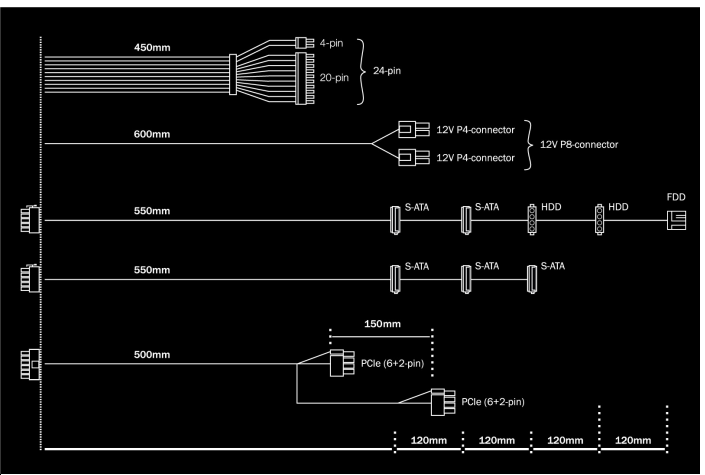 450mm
4-pin
20-pin
24-pin
600mm
12V P4-connector
12V P4-connector
12V P8-connector
550mm
S-ATA
S-ATA
HDD
HDD
FDD
550mm
S-ATA
S-ATA
S-ATA
150mm
500mm
PCIe (6+2-pin)
PCIe (6+2-pin)
120mm
120mm
120mm
120mm